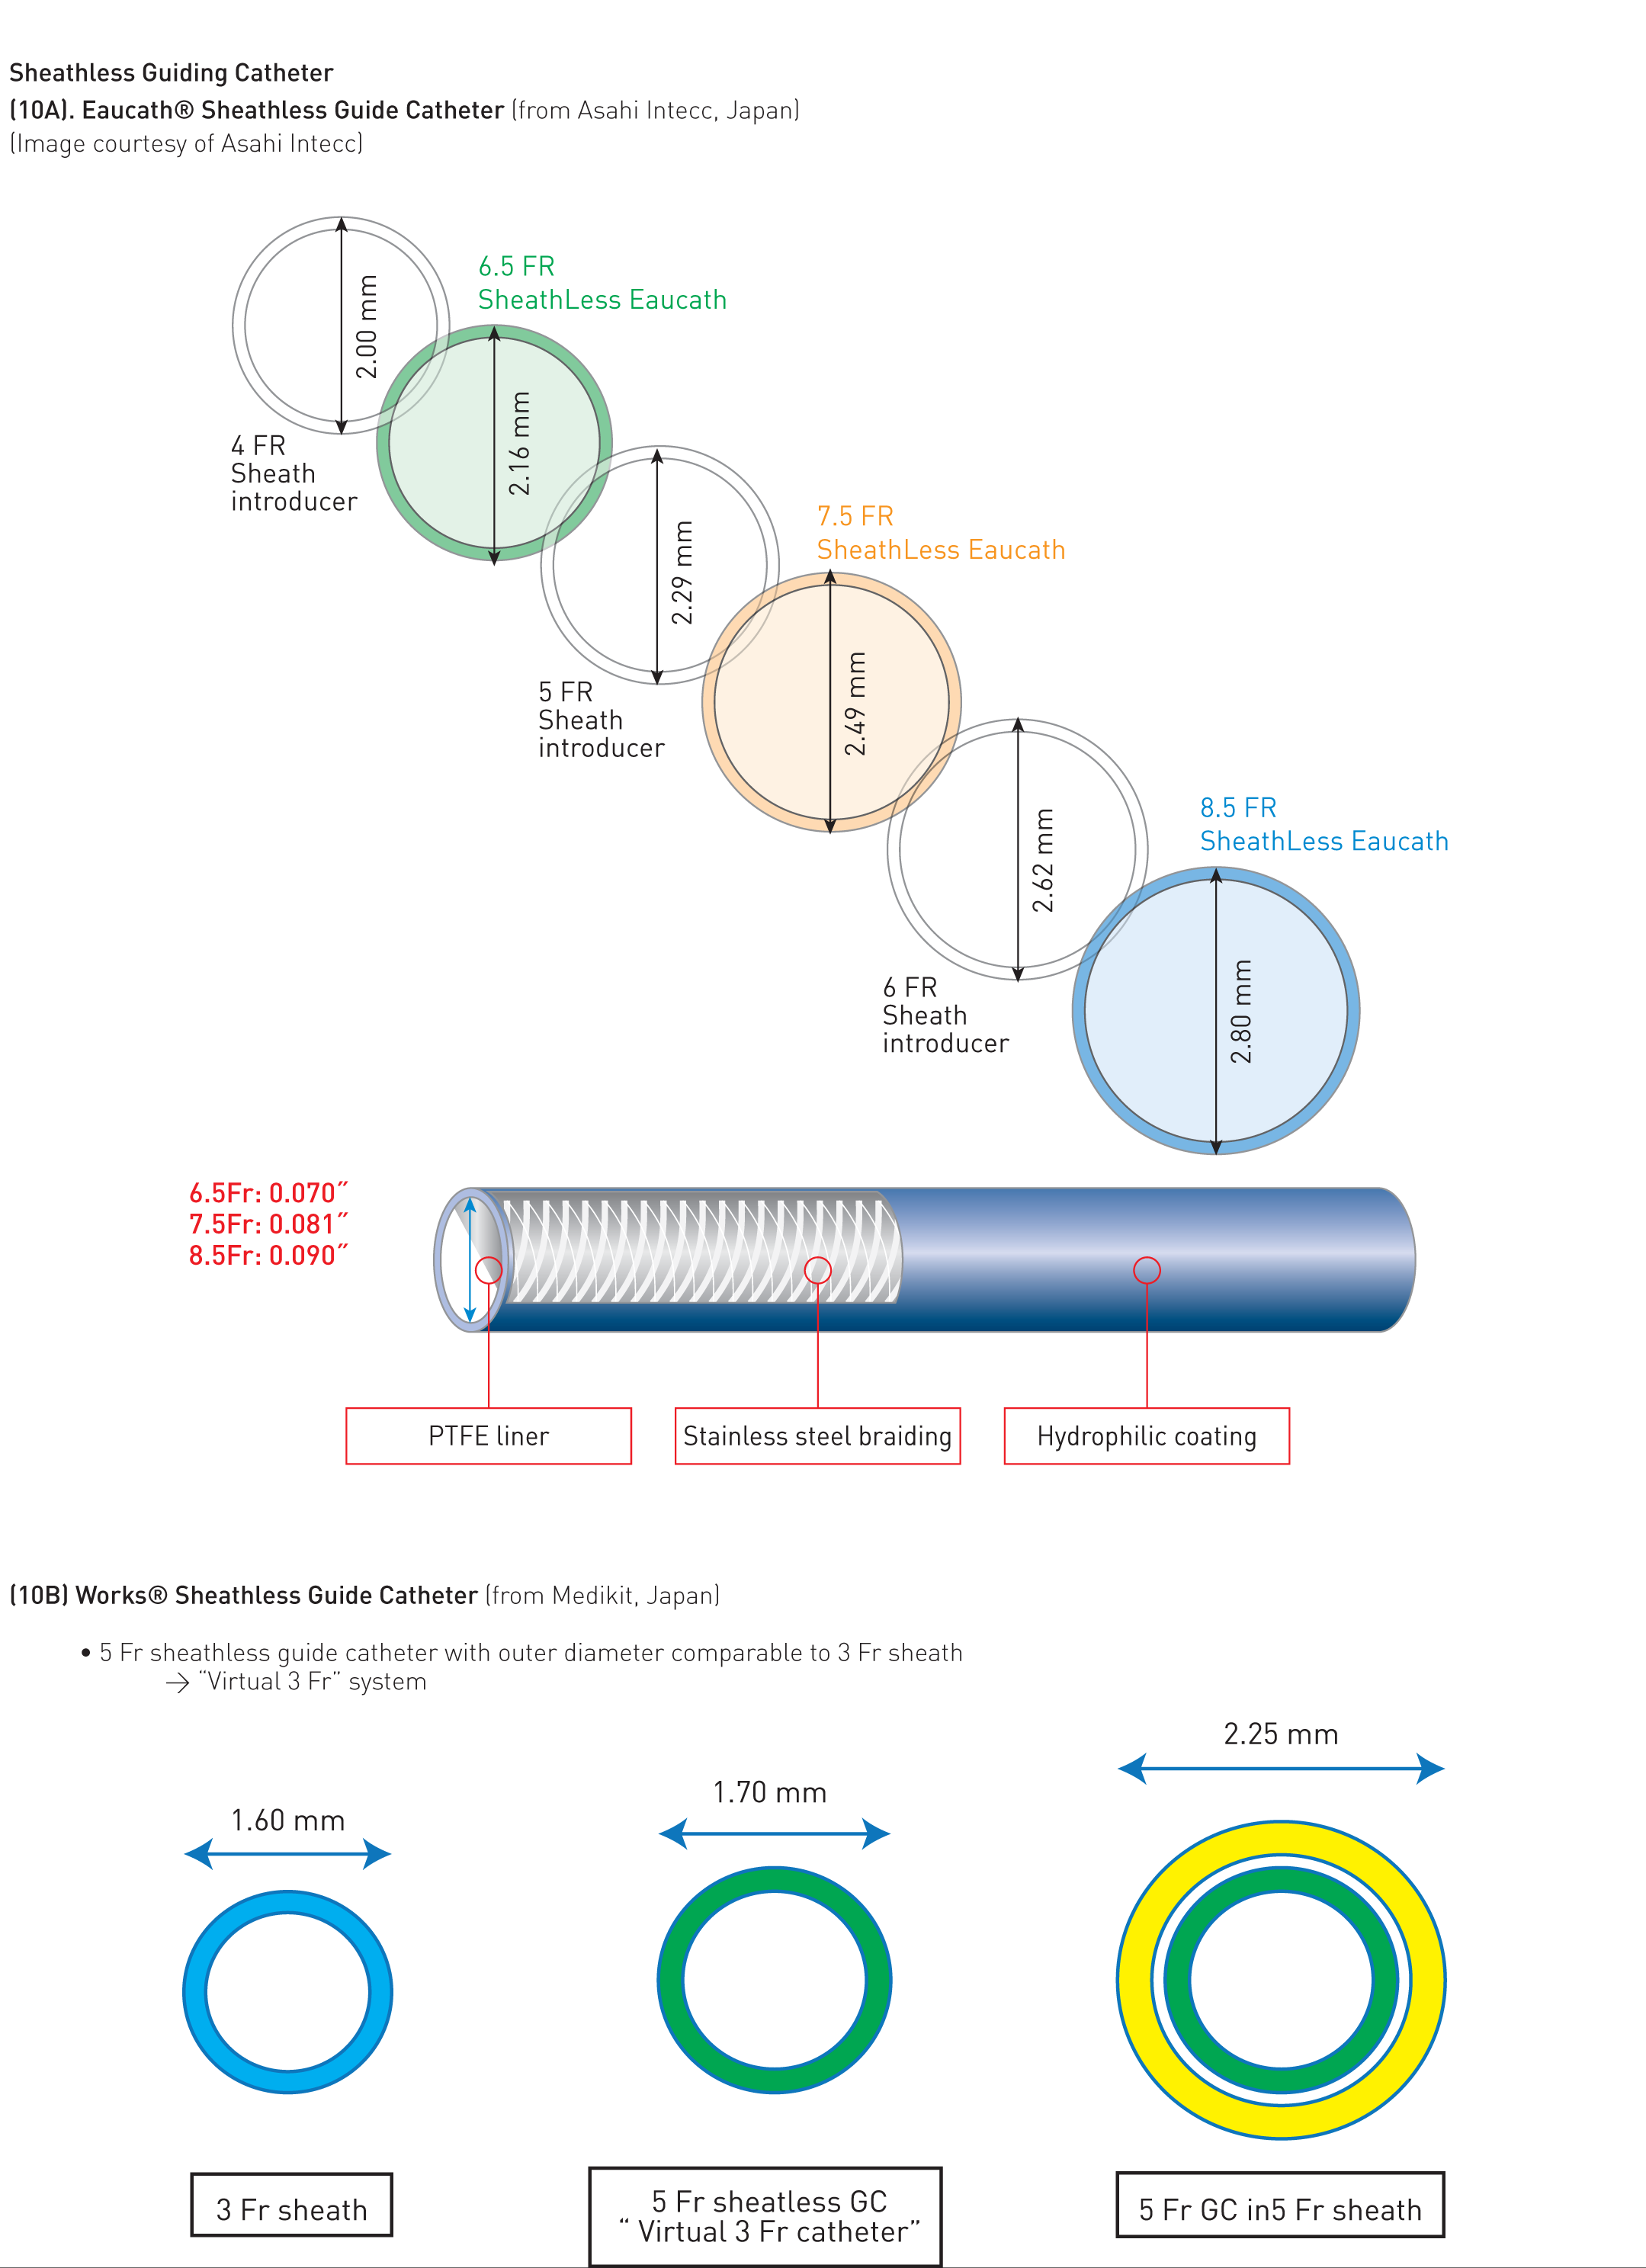 Sheathless Guiding Catheter
(10A). Eaucath® Sheathless Guide Catheter (from Asahi Intecc, Japan)
(Image courtesy of Asahi Intecc)
2.00 mm
4 FR
Sheath
introducer
6.5 FR
SheathLess Eaucath
2.16 mm
2.29 mm
5 FR
Sheath
introducer
7.5 FR
SheathLess Eaucath
2.49 mm
2.62 mm
6 FR
Sheath
introducer
8.5 FR
SheathLess Eaucath
2.80 mm
6.5Fr: 0.070˝
7.5Fr: 0.081˝
8.5Fr: 0.090˝
PTFE liner
Stainless steel braiding
Hydrophilic coating
(10B) Works® Sheathless Guide Catheter (from Medikit, Japan)
• 5 Fr sheathless guide catheter with outer diameter comparable to 3 Fr sheath
→ “Virtual 3 Fr” system
1.60 mm
1.70 mm
2.25 mm
3 Fr sheath
5 Fr sheatless GC
“ Virtual 3 Fr catheter”
5 Fr GC in5 Fr sheath